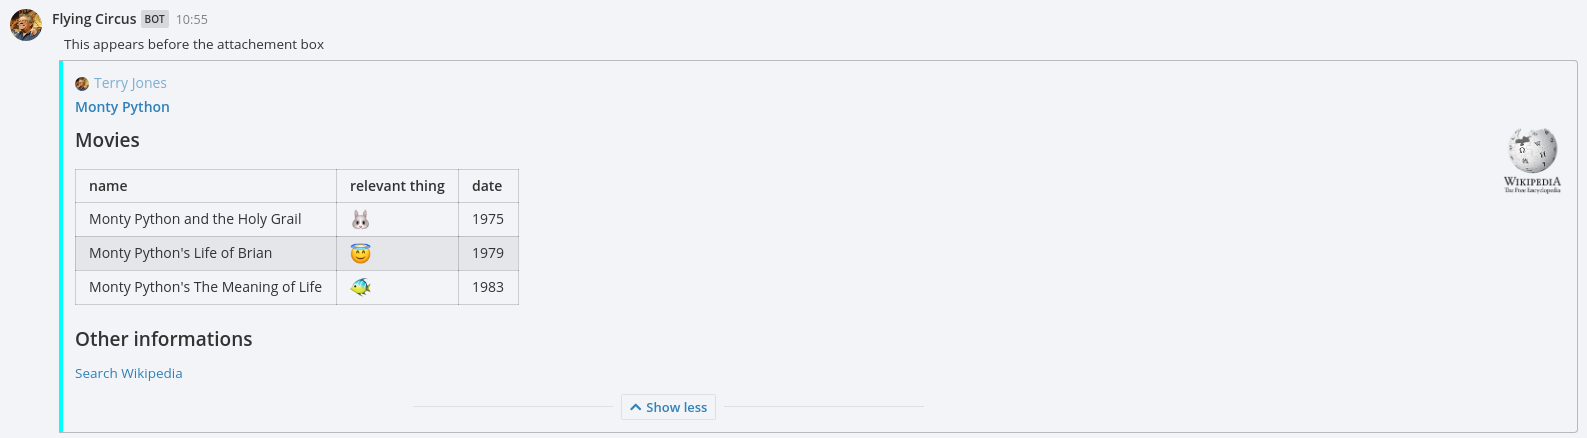 Flying Circus BOT 10:55
This appears before the attachement box
Terry Jones
Monty Python
Movies
name relevant thing date
Monty Python and the Holy Grail 1975
Monty Python's Life of Brian 1979
Monty Python's The Meaning of Life 1983
WIKIPEDIA
The Free Encyclopedia
Other informations
Search Wikipedia
Show less